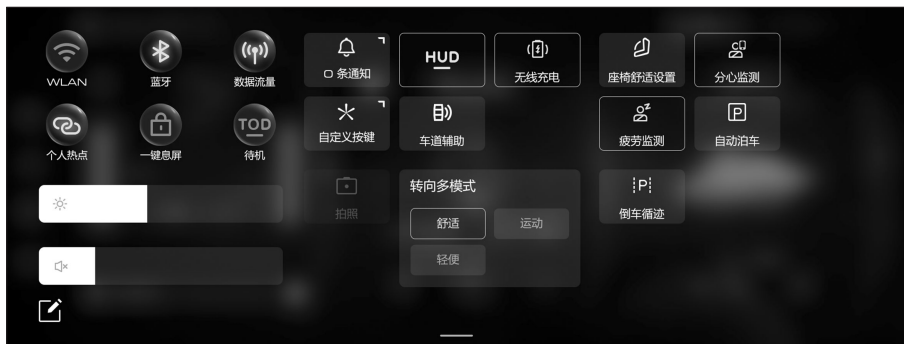 WLAN
蓝牙
数据流量
个人热点
一键息屏
TOD
待机
0 条通知
HUD
无线充电
自定义按键
车道辅助
拍照
转向多模式
舒适
运动
轻便
座椅舒适设置
分心监测
疲劳监测
P
自动泊车
P
倒车循迹